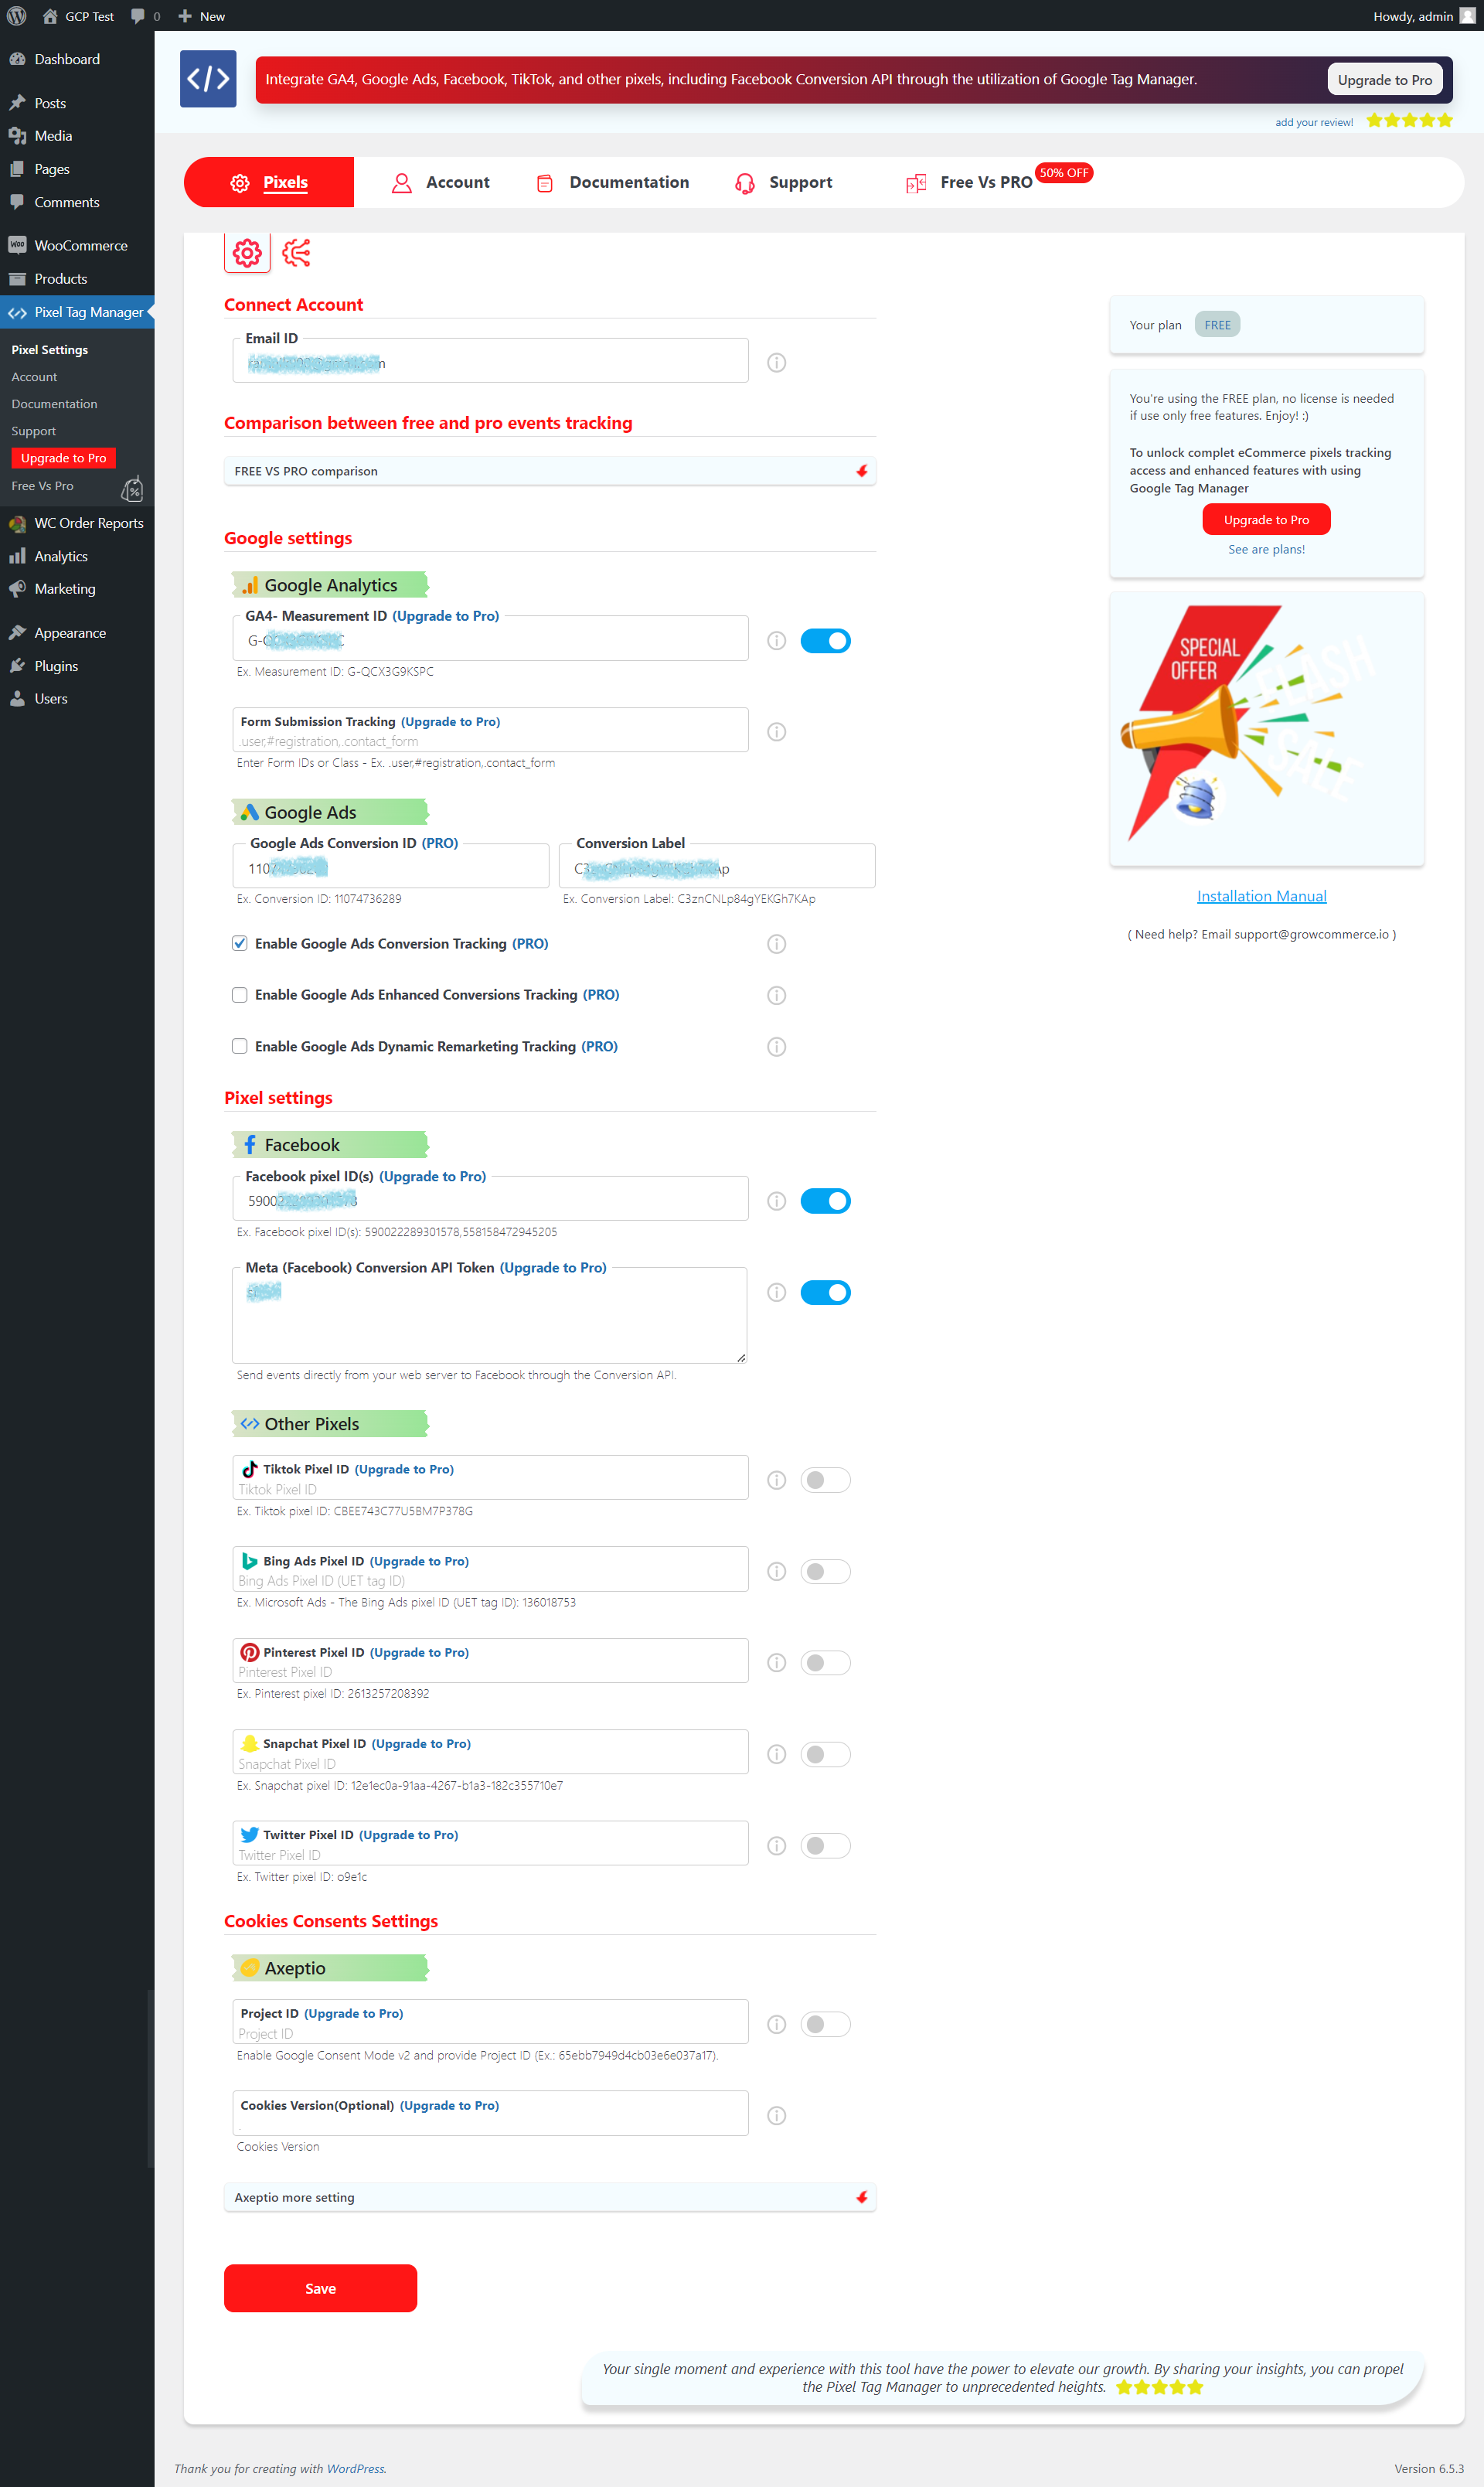 GCP Test
0
New
Howdy, admin
Dashboard
Posts
Media
Pages
Comments
WooCommerce
Products
Pixel Tag Manager
Pixel Settings
Account
Documentation
Support
Upgrade to Pro
Free Vs Pro
WC Order Reports
Analytics
Marketing
Appearance
Plugins
Users
Integrate GA4, Google Ads, Facebook, TikTok, and other pixels, including Facebook Conversion API through the utilization of Google Tag Manager.
Upgrade to Pro
add your review!
Pixels
Account
Documentation
Support
Free Vs PRO
50% OFF
Connect Account
Email ID
Comparison between free and pro events tracking
FREE VS PRO comparison
Google settings
Google Analytics
GA4- Measurement ID (Upgrade to Pro)
Ex. Measurement ID: G-QCX3G9KSPC
Form Submission Tracking (Upgrade to Pro)
.user,#registration,.contact_form
Enter Form IDs or Class - Ex. .user,#registration,.contact_form
Google Ads
Google Ads Conversion ID (PRO)
Conversion Label
Ex. Conversion ID: 11074736289
Ex. Conversion Label: C3znCNLp84gYEKGh7KAp
Enable Google Ads Conversion Tracking (PRO)
Enable Google Ads Enhanced Conversions Tracking (PRO)
Enable Google Ads Dynamic Remarketing Tracking (PRO)
Pixel settings
Facebook
Facebook pixel ID(s) (Upgrade to Pro)
Ex. Facebook pixel ID(s): 590022289301578,558158472945205
Meta (Facebook) Conversion API Token (Upgrade to Pro)
Send events directly from your web server to Facebook through the Conversion API.
Other Pixels
Tiktok Pixel ID (Upgrade to Pro)
Tiktok Pixel ID
Ex. Tiktok pixel ID: CBEE743C77U5BM7P378G
Bing Ads Pixel ID (Upgrade to Pro)
Bing Ads Pixel ID (UET tag ID)
Ex. Microsoft Ads - The Bing Ads pixel ID (UET tag ID): 136018753
Pinterest Pixel ID (Upgrade to Pro)
Pinterest Pixel ID
Ex. Pinterest pixel ID: 2613257208392
Snapchat Pixel ID (Upgrade to Pro)
Snapchat Pixel ID
Ex. Snapchat pixel ID: 12e1ec0a-91aa-4267-b1a3-182c355710e7
Twitter Pixel ID (Upgrade to Pro)
Twitter Pixel ID
Ex. Twitter pixel ID: o9e1c
Cookies Consents Settings
Axeptio
Project ID (Upgrade to Pro)
Project ID
Enable Google Consent Mode v2 and provide Project ID (Ex.: 65ebb7949d4cb03e6e037a17).
Cookies Version(Optional) (Upgrade to Pro)
Cookies Version
Axeptio more setting
Save
Your plan FREE
You're using the FREE plan, no license is needed
if use only free features. Enjoy! :)
To unlock complet eCommerce pixels tracking
access and enhanced features with using
Google Tag Manager
Upgrade to Pro
See are plans!
SPECIAL
OFFER
FLASH
SALE
Installation Manual
( Need help? Email support@growcommerce.io )
Your single moment and experience with this tool have the power to elevate our growth. By sharing your insights, you can propel
the Pixel Tag Manager to unprecedented heights.
Thank you for creating with WordPress.
Version 6.5.3